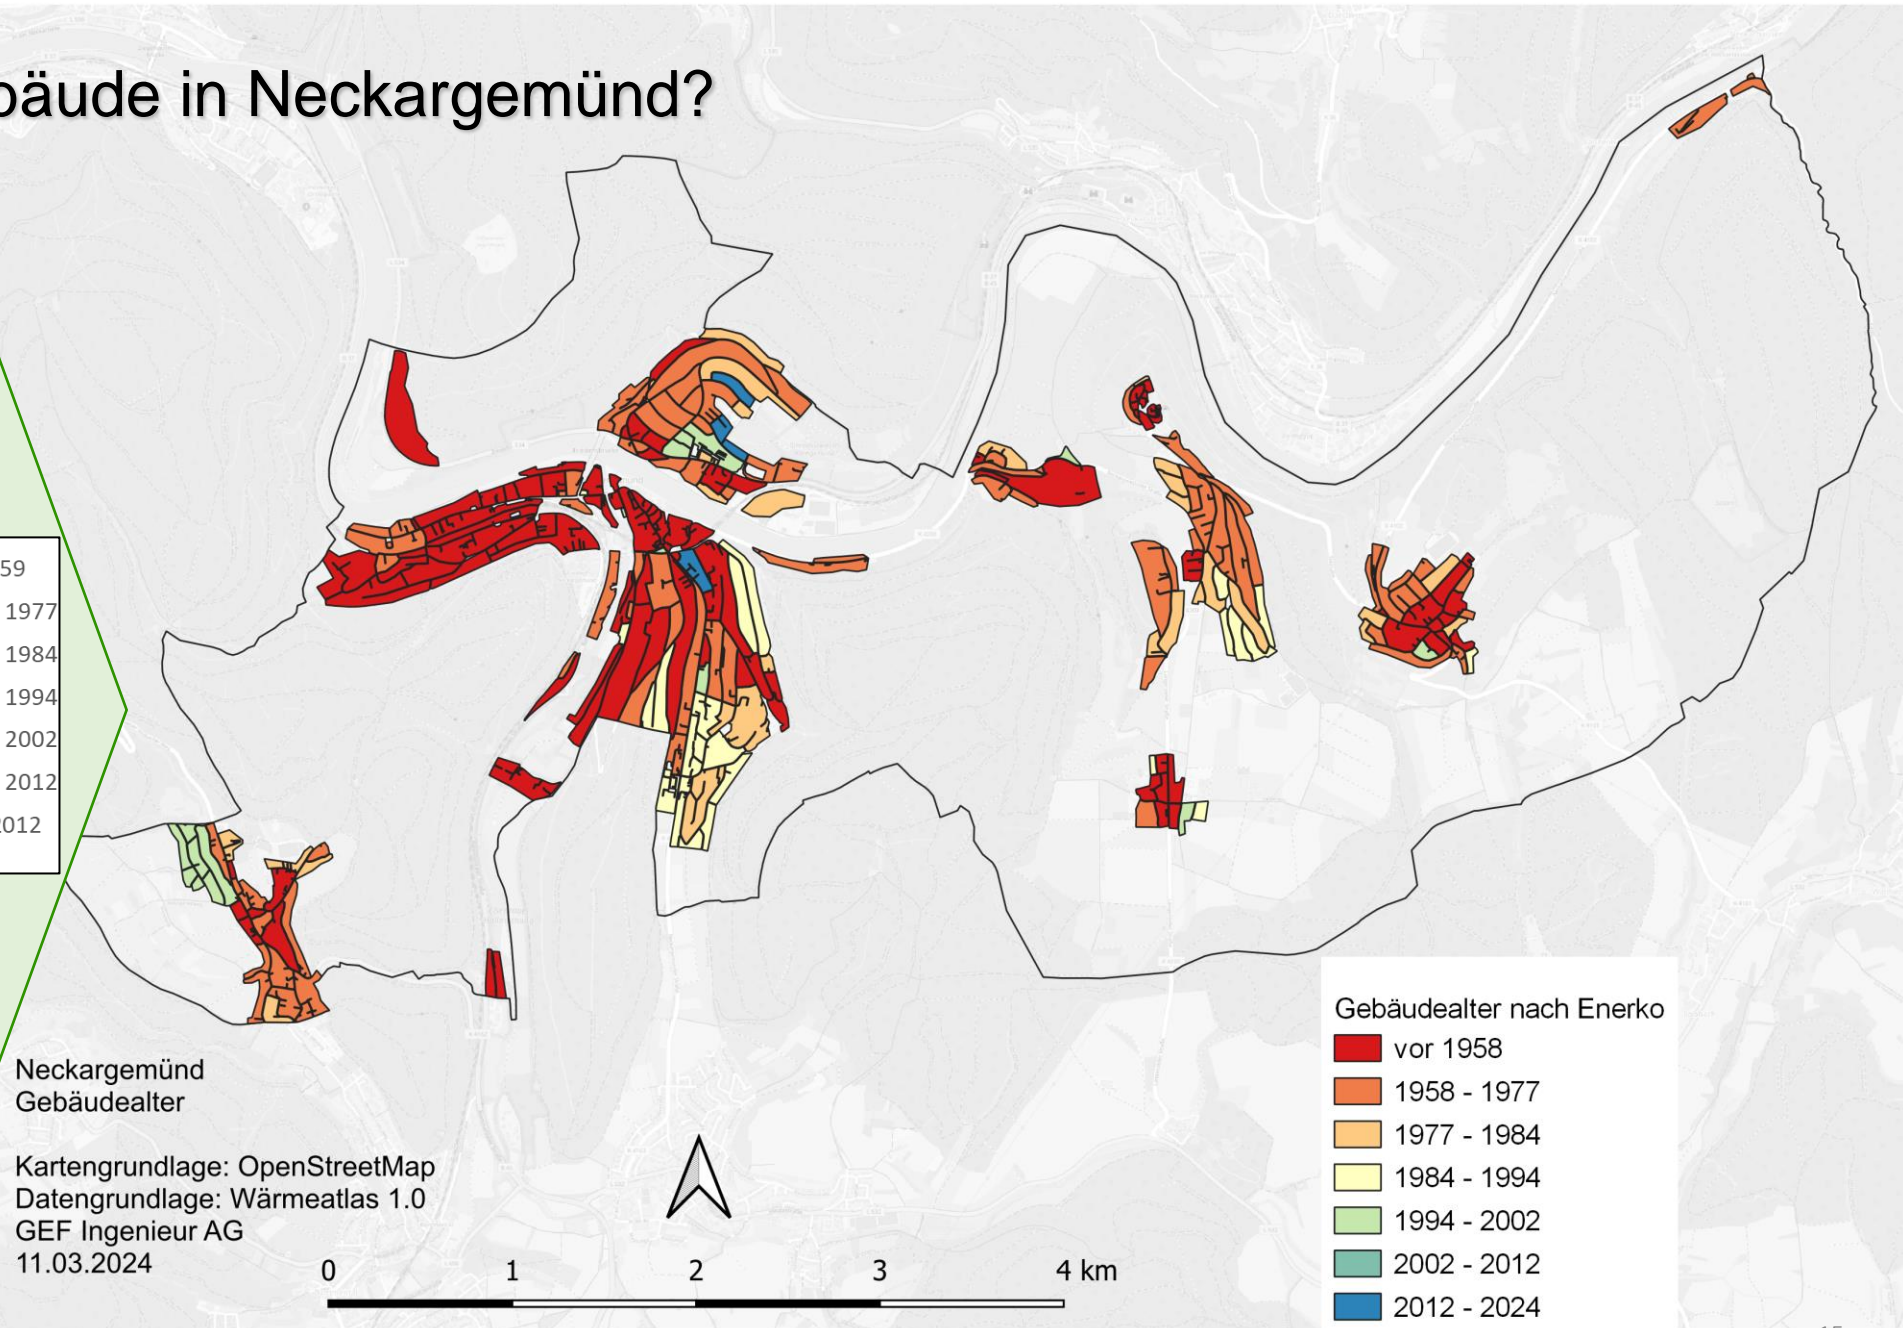 bäude in Neckargemünd?
59
1977
1984
1994
2002
2012
2012
Neckargemünd
Gebäudealter
Kartengrundlage: OpenStreetMap
Datengrundlage: Wärmeatlas 1.0
GEF Ingenieur AG
11.03.2024
0 1 2 3 4 km
Gebäudealter nach Enerko
vor 1958
1958 - 1977
1977 - 1984
1984 - 1994
1994 - 2002
2002 - 2012
2012 - 2024